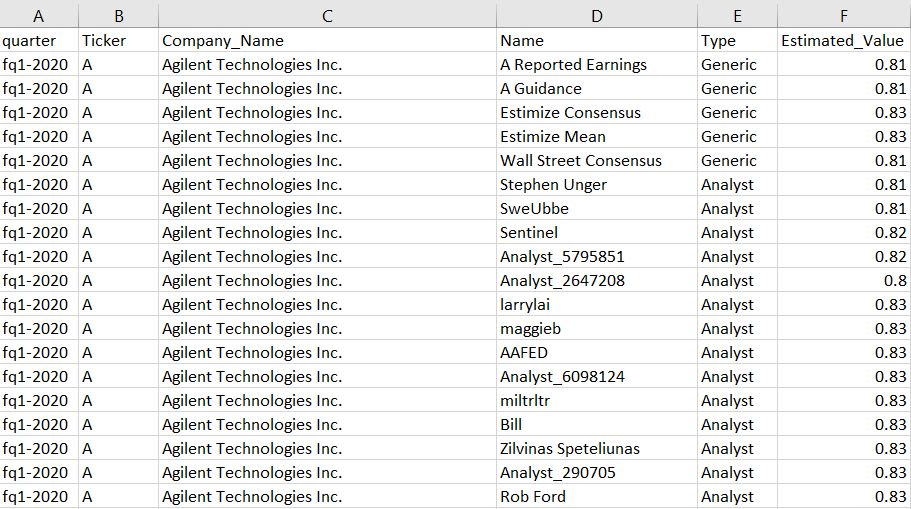 A B C D E F
quarter Ticker Company_Name Name Type Estimated_Value
fq1-2020 A Agilent Technologies Inc. A Reported Earnings Generic 0.81
fq1-2020 A Agilent Technologies Inc. A Guidance Generic 0.81
fq1-2020 A Agilent Technologies Inc. Estimize Consensus Generic 0.83
fq1-2020 A Agilent Technologies Inc. Estimize Mean Generic 0.83
fq1-2020 A Agilent Technologies Inc. Wall Street Consensus Generic 0.81
fq1-2020 A Agilent Technologies Inc. Stephen Unger Analyst 0.81
fq1-2020 A Agilent Technologies Inc. SweUbbe Analyst 0.81
fq1-2020 A Agilent Technologies Inc. Sentinel Analyst 0.82
fq1-2020 A Agilent Technologies Inc. Analyst_5795851 Analyst 0.82
fq1-2020 A Agilent Technologies Inc. Analyst_2647208 Analyst 0.8
fq1-2020 A Agilent Technologies Inc. larrylai Analyst 0.83
fq1-2020 A Agilent Technologies Inc. maggieb Analyst 0.83
fq1-2020 A Agilent Technologies Inc. AAFED Analyst 0.83
fq1-2020 A Agilent Technologies Inc. Analyst_6098124 Analyst 0.83
fq1-2020 A Agilent Technologies Inc. miltrltr Analyst 0.83
fq1-2020 A Agilent Technologies Inc. Bill Analyst 0.83
fq1-2020 A Agilent Technologies Inc. Zilvinas Speteliunas Analyst 0.83
fq1-2020 A Agilent Technologies Inc. Analyst_290705 Analyst 0.83
fq1-2020 A Agilent Technologies Inc. Rob Ford Analyst 0.83